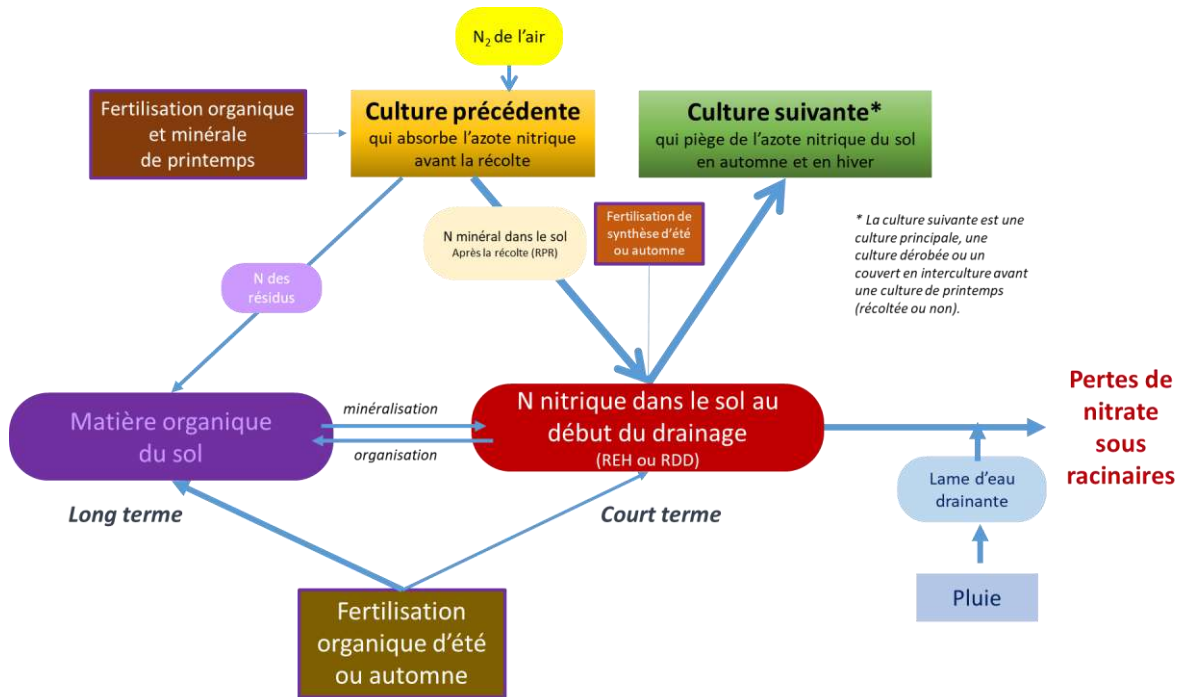 N₂ de l'air
Fertilisation organique
et minérale
de printemps
Culture précédente
qui absorbe l'azote nitrique
avant la récolte
Culture suivante*
qui piège de l'azote nitrique du sol
en automne et en hiver
N minéral dans le sol
Après la récolte (RPR)
Fertilisation de
synthèse d'été
ou automne
* La culture suivante est une
culture principale, une
culture dérobée ou un
couvert en interculture avant
une culture de printemps
(récoltée ou non).
N des
résidus
Matière organique
du sol
minéralisation
organisation
N nitrique dans le sol au
début du drainage
(REH ou RDD)
Pertes de
nitrate
sous
racinaires
Lame d'eau
drainante
Long terme
Court terme
Pluie
Fertilisation
organique d'été
ou automne